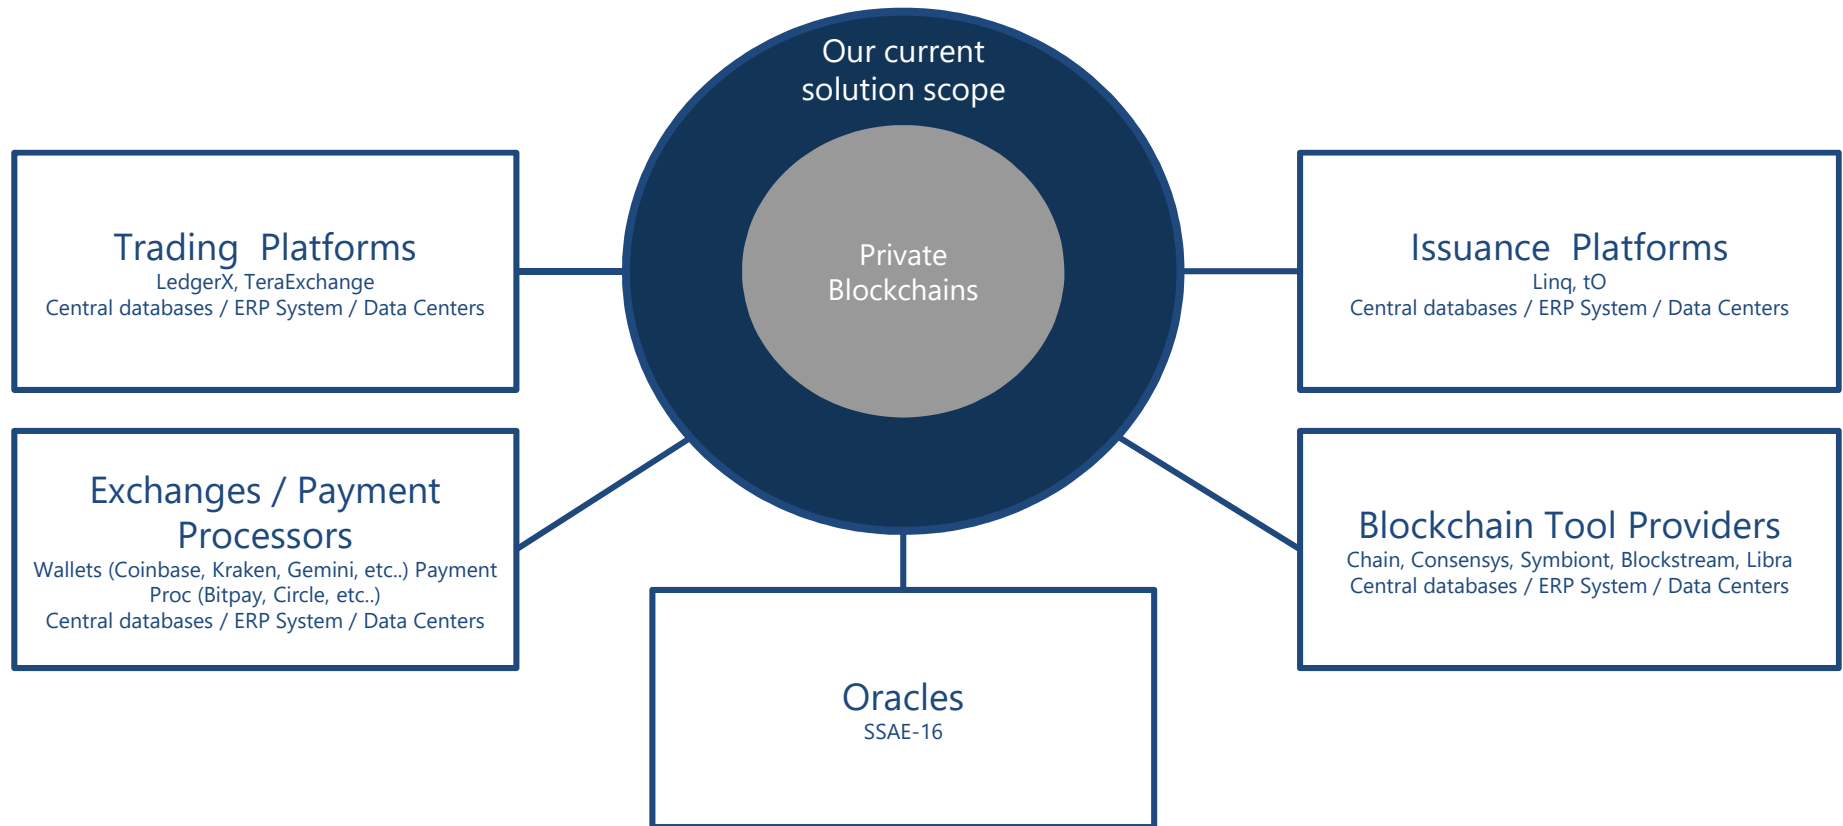 Our current
solution scope
Private
Blockchains
Trading  Platforms
LedgerX, TeraExchange
Central databases / ERP System / Data Centers
Issuance  Platforms
Linq, tO
Central databases / ERP System / Data Centers
Exchanges / Payment
Processors
Wallets (Coinbase, Kraken, Gemini, etc..) Payment
Proc (Bitpay, Circle, etc..)
Central databases / ERP System / Data Centers
Blockchain Tool Providers
Chain, Consensys, Symbiont, Blockstream, Libra
Central databases / ERP System / Data Centers
Oracles
SSAE-16